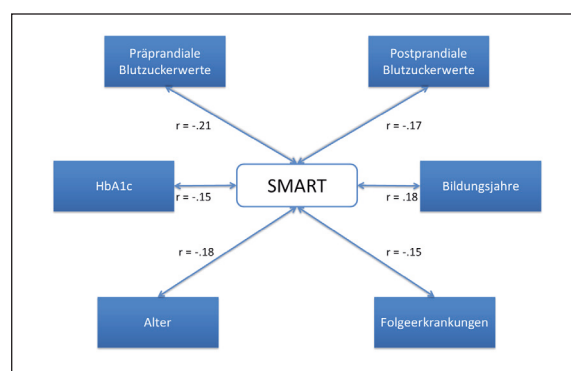 Präprandiale
Blutzuckerwerte
Postprandiale
Blutzuckerwerte
r = -.21
r = -.17
HbA1c
SMART
Bildungsjahre
r = -.15
r = .18
r = -.18
r = -.15
Alter
Folgeerkrankungen